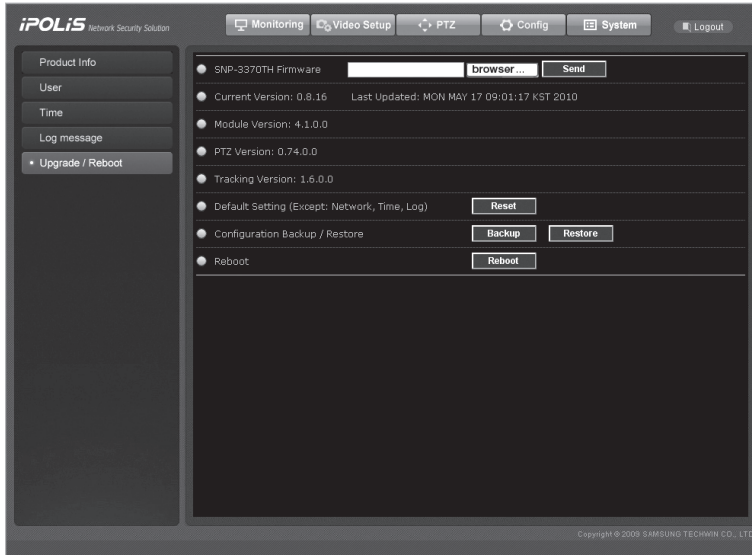 iPOLiS Network Security Solution
Monitoring Video Setup PTZ Config System Logout
Product Info
User
Time
Log message
Upgrade / Reboot
SNP-3370TH Firmware browser... Send
Current Version: 0.8.16 Last Updated: MON MAY 17 09:01:17 KST 2010
Module Version: 4.1.0.0
PTZ Version: 0.74.0.0
Tracking Version: 1.6.0.0
Default Setting (Except: Network, Time, Log) Reset
Configuration Backup / Restore Backup Restore
Reboot Reboot
Copyright © 2009 SAMSUNG TECHWIN CO., LTD